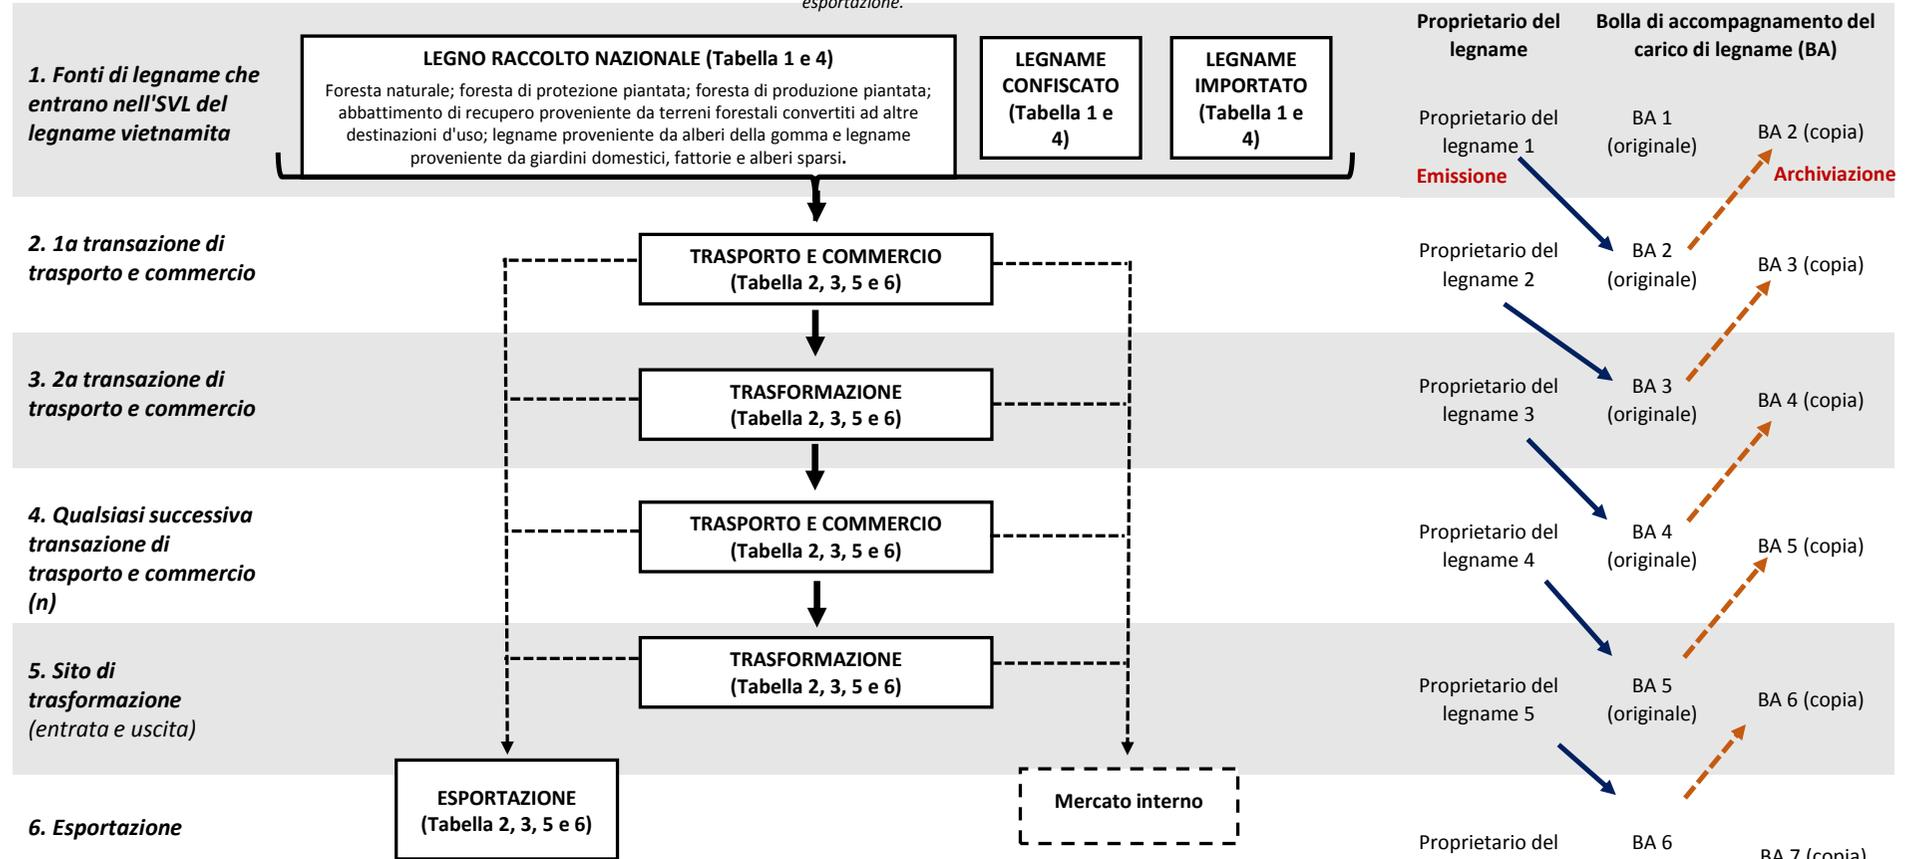 esportazione.
Proprietario del
legname
Bolla di accompagnamento del
carico di legname (BA)
1. Fonti di legname che
entrano nell'SVL del
legname vietnamita
LEGNO RACCOLTO NAZIONALE (Tabella 1 e 4)
Foresta naturale; foresta di protezione piantata; foresta di produzione piantata;
abbattimento di recupero proveniente da terreni forestali convertiti ad altre
destinazioni d'uso; legname proveniente da alberi della gomma e legname
proveniente da giardini domestici, fattorie e alberi sparsi.
LEGNAME
CONFISCATO
(Tabella 1 e
4)
LEGNAME
IMPORTATO
(Tabella 1 e
4)
Proprietario del
legname 1
Emissione
BA 1
(originale)
BA 2 (copia)
Archiviazione
2. 1a transazione di
trasporto e commercio
TRASPORTO E COMMERCIO
(Tabella 2, 3, 5 e 6)
Proprietario del
legname 2
BA 2
(originale)
BA 3 (copia)
3. 2a transazione di
trasporto e commercio
TRASFORMAZIONE
(Tabella 2, 3, 5 e 6)
Proprietario del
legname 3
BA 3
(originale)
BA 4 (copia)
4. Qualsiasi successiva
transazione di
trasporto e commercio
(n)
TRASPORTO E COMMERCIO
(Tabella 2, 3, 5 e 6)
Proprietario del
legname 4
BA 4
(originale)
BA 5 (copia)
5. Sito di
trasformazione
(entrata e uscita)
TRASFORMAZIONE
(Tabella 2, 3, 5 e 6)
Proprietario del
legname 5
BA 5
(originale)
BA 6 (copia)
6. Esportazione
ESPORTAZIONE
(Tabella 2, 3, 5 e 6)
Mercato interno
Proprietario del
BA 6
BA 7 (copia)